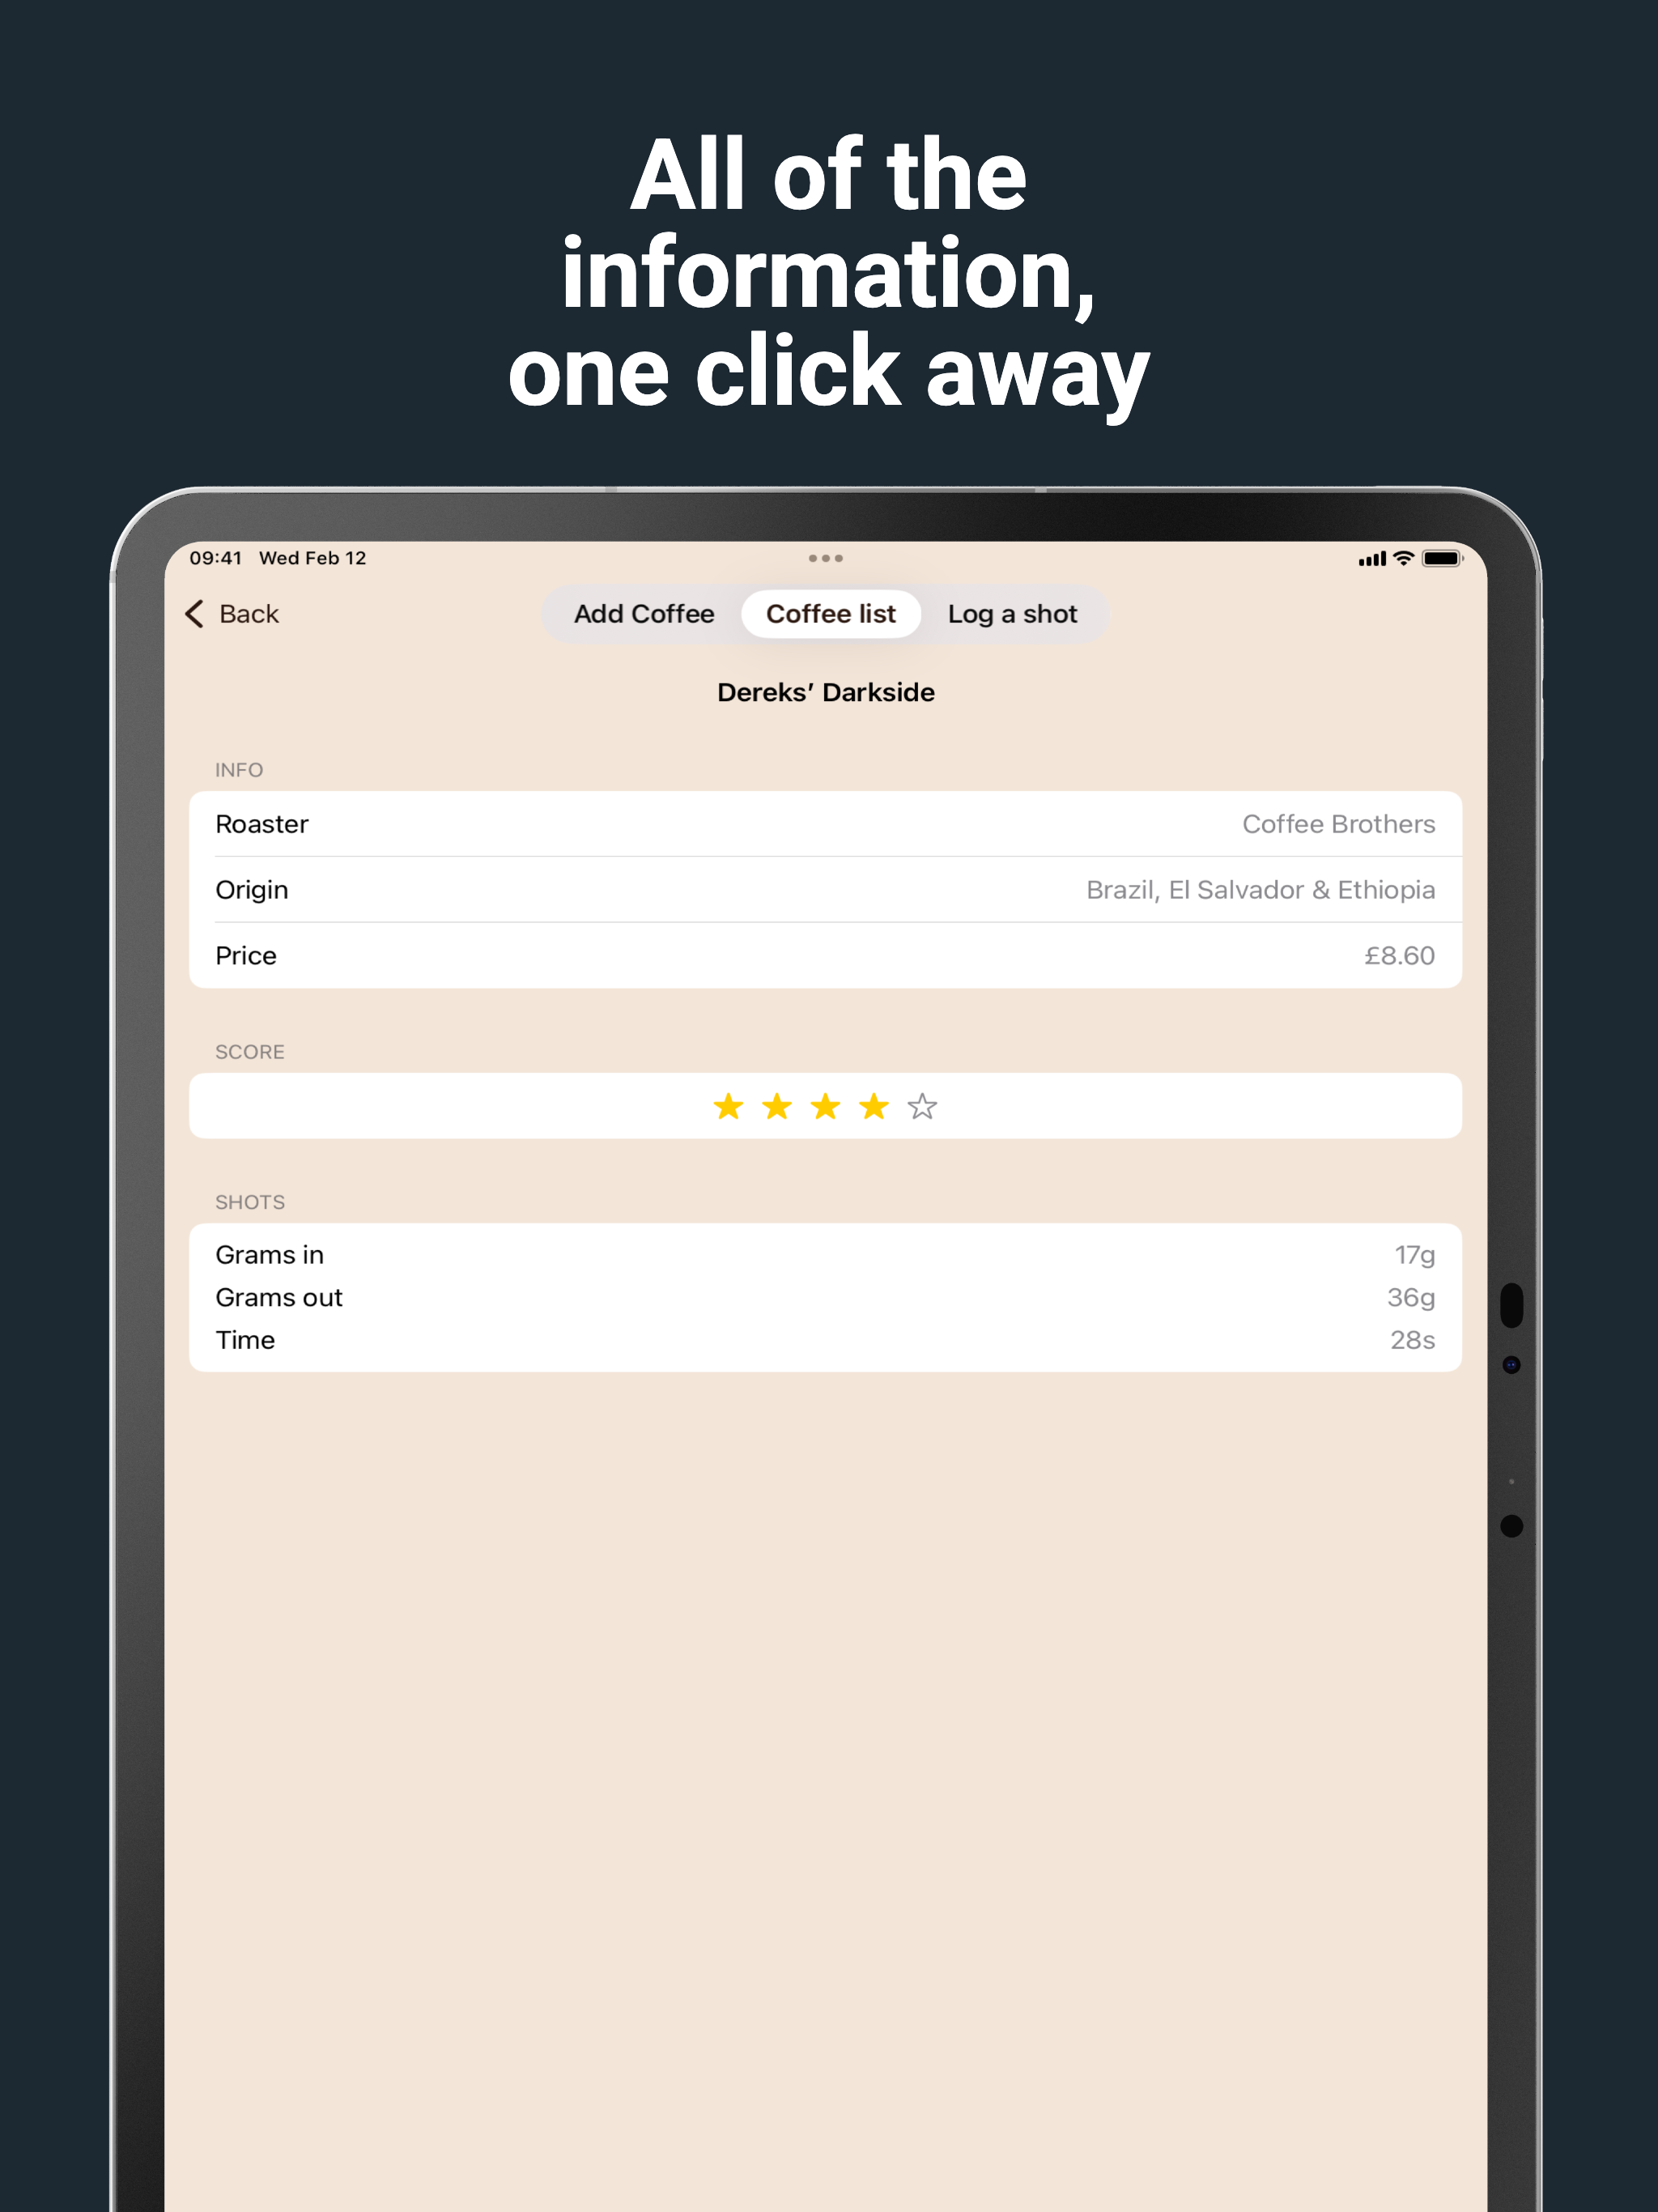 All of the
information,
one click away
09:41 Wed Feb 12
Back
Add Coffee Coffee list Log a shot
Dereks’ Darkside
INFO
Roaster Coffee Brothers
Origin Brazil, El Salvador & Ethiopia
Price £8.60
SCORE
SHOTS
Grams in 17g
Grams out 36g
Time 28s